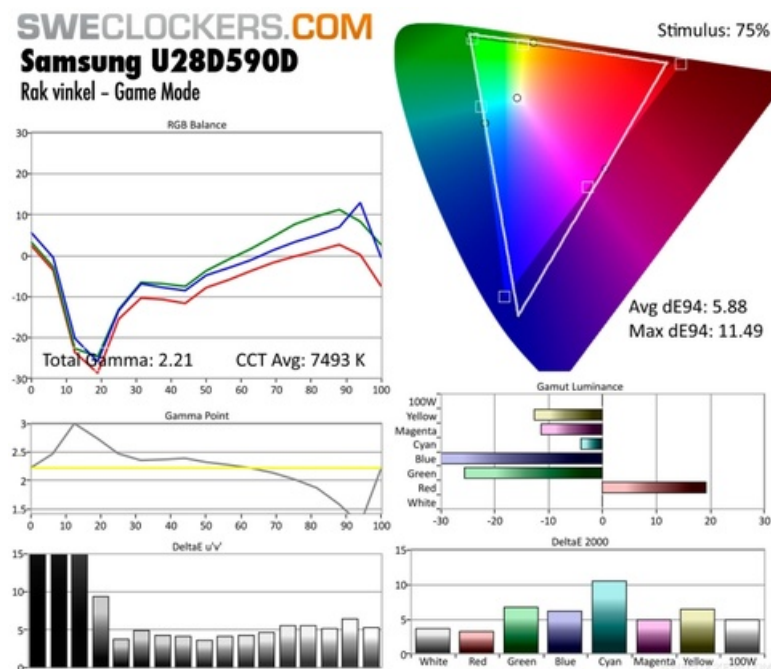 SWECLOCKERS.COM
Samsung U28D590D
Rak vinkel – Game Mode
Stimulus: 75%
RGB Balance
30
20
10
0
-10
-20
-30
Total Gamma: 2.21 CCT Avg: 7493 K
0 10 20 30 40 50 60 70 80 90 100
Avg dE94: 5.88
Max dE94: 11.49
Gamma Point
3
2.5
2
1.5
0 10 20 30 40 50 60 70 80 90 100
Gamut Luminance
100W
Yellow
Magenta
Cyan
Blue
Green
Red
White
-30 -20 -10 0 10 20 30
DeltaE u'v'
15
10
5
0
DeltaE 2000
15
10
5
0
White Red Green Blue Cyan Magenta Yellow 100W